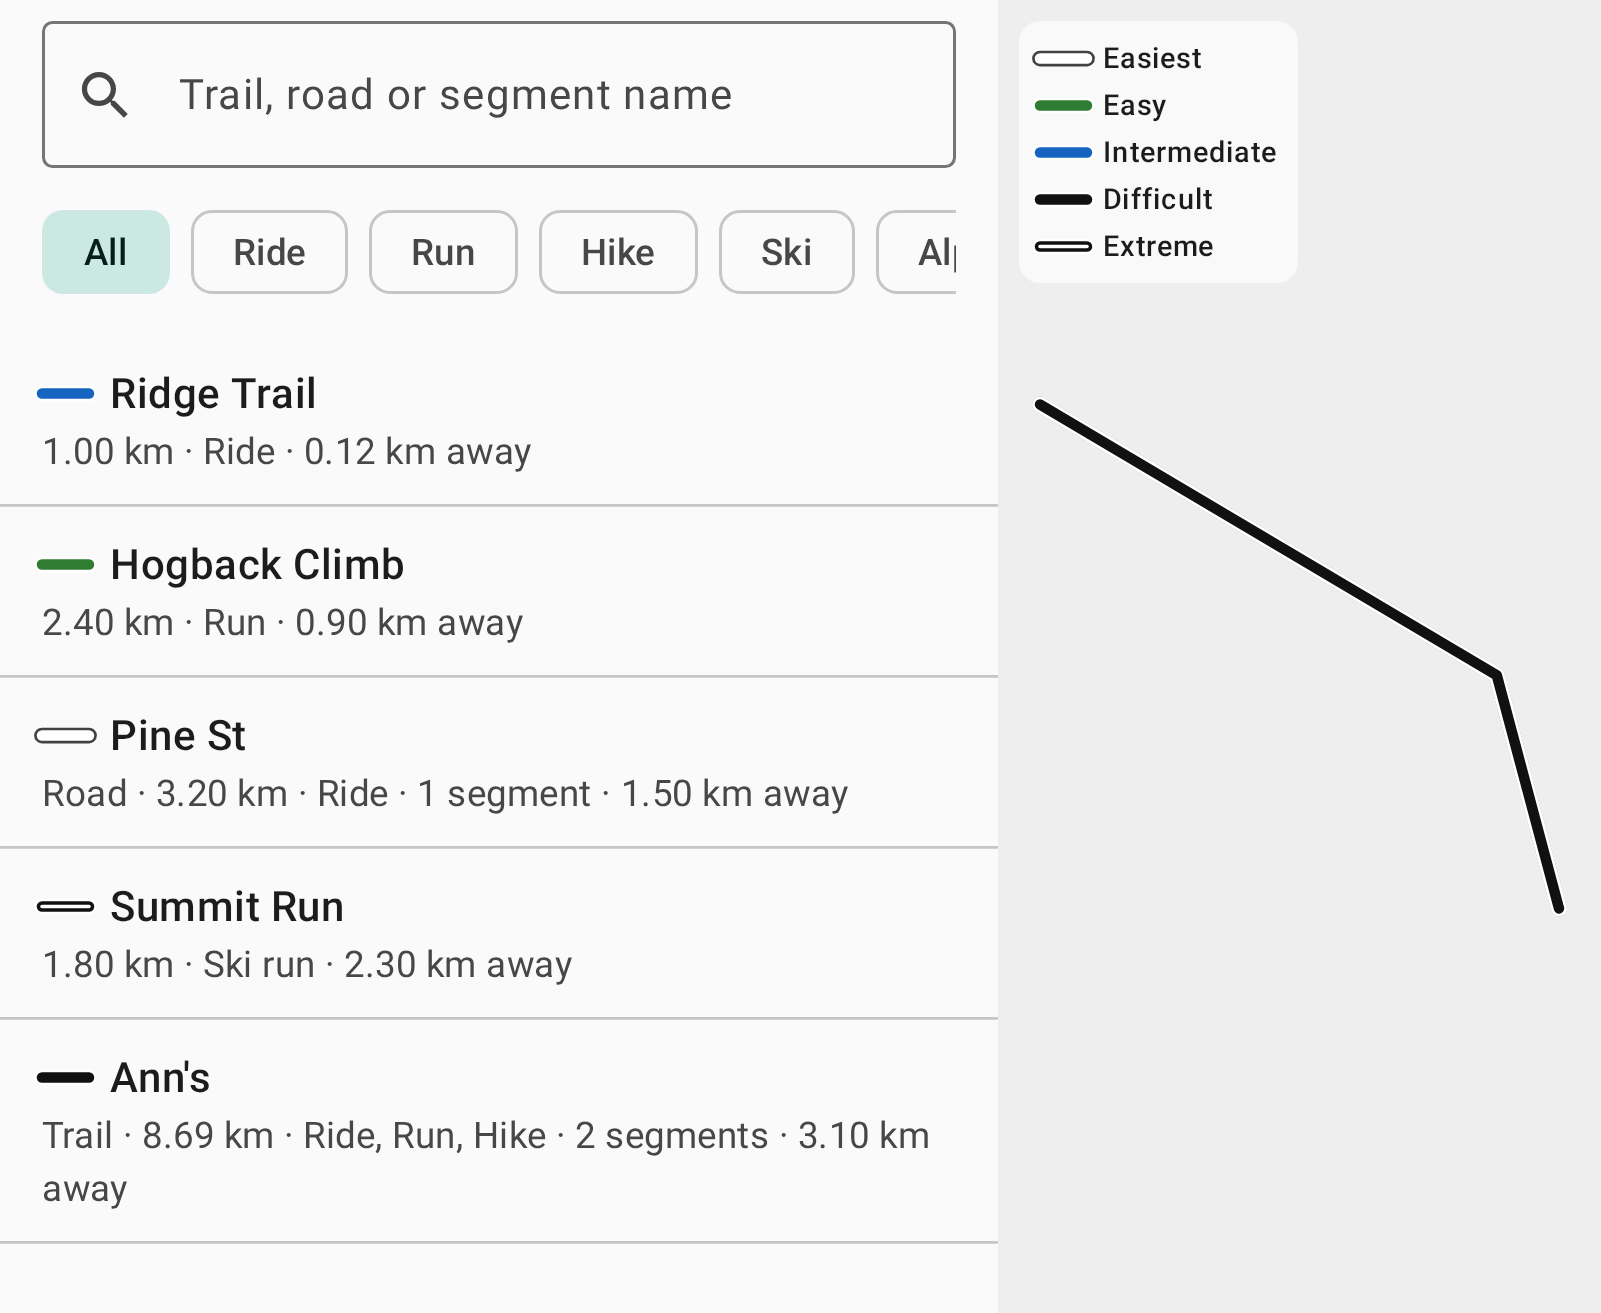 Trail, road or segment name
All
Ride
Run
Hike
Ski
Ridge Trail
1.00 km · Ride · 0.12 km away
Hogback Climb
2.40 km · Run · 0.90 km away
Pine St
Road · 3.20 km · Ride · 1 segment · 1.50 km away
Summit Run
1.80 km · Ski run · 2.30 km away
Ann's
Trail · 8.69 km · Ride, Run, Hike · 2 segments · 3.10 km
away
Easiest
Easy
Intermediate
Difficult
Extreme